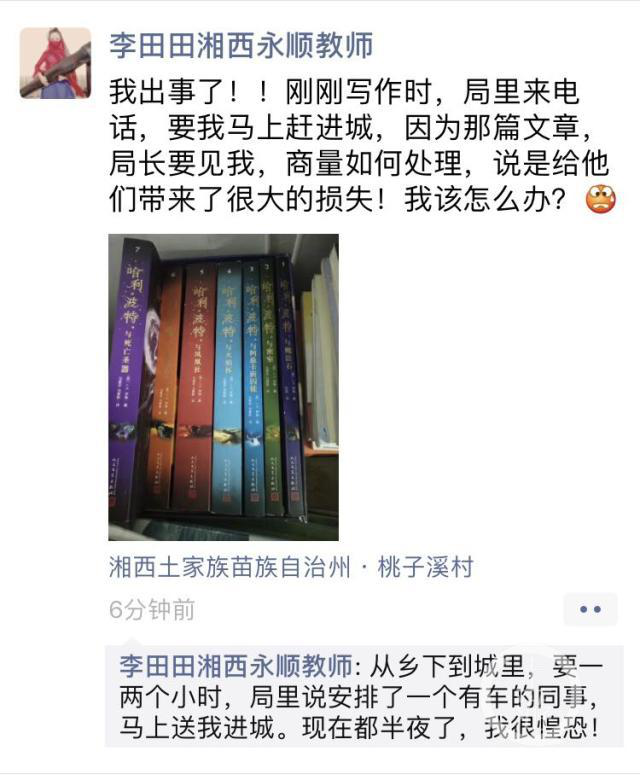 李田田湘西永顺教师
我出事了！！刚刚写作时，局里来电
话，要我马上赶进城，因为那篇文章，
局长要见我，商量如何处理，说是给他
们带来了很大的损失！我该怎么办？
7
哈利·波特
与死亡圣器
6
5
哈利·波特
与凤凰社
4
哈利·波特
与火焰杯
3
哈利·波特
与阿兹卡班囚徒
2
哈利·波特
与密室
1
哈利·波特
与魔法石
湘西土家族苗族自治州·桃子溪村
6分钟前
李田田湘西永顺教师: 从乡下到城里，要一
两个小时，局里说安排了一个有车的同事，
马上送我进城。现在都半夜了，我很惶恐！